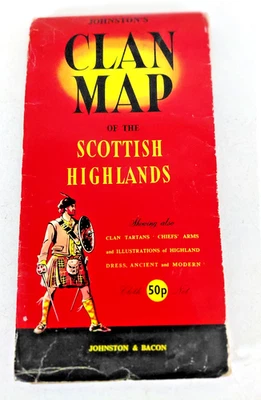 JOHNSTON'S
CLAN
MAP
OF THE
SCOTTISH
HIGHLANDS
Showing also
CLAN TARTANS · CHIEFS' ARMS
and ILLUSTRATIONS of HIGHLAND
DRESS, ANCIENT and MODERN
50p
JOHNSTON & BACON